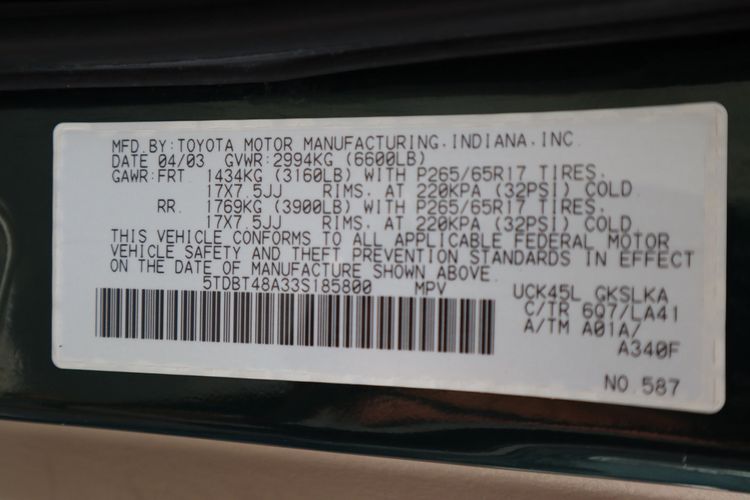 MFD.BY:TOYOTA MOTOR MANUFACTURING.INDIANA.INC.
DATE 04/03 GVWR:2994KG (6600LB)
GAWR:FRT 1434KG (3160LB) WITH P265/65R17 TIRES.
17X7.5JJ RIMS. AT 220KPA (32PSI) COLD
RR. 1769KG (3900LB) WITH P265/65R17 TIRES.
17X7.5JJ RIMS. AT 220KPA (32PSI) COLD
THIS VEHICLE CONFORMS TO ALL APPLICABLE FEDERAL MOTOR
VEHICLE SAFETY AND THEFT PREVENTION STANDARDS IN EFFECT
ON THE DATE OF MANUFACTURE SHOWN ABOVE.
5TDBT48A33S185800 MPV UCK45L GKSLKA
C/TR 6Q7/LA41
A/TM A01A/
A340F
NO.587